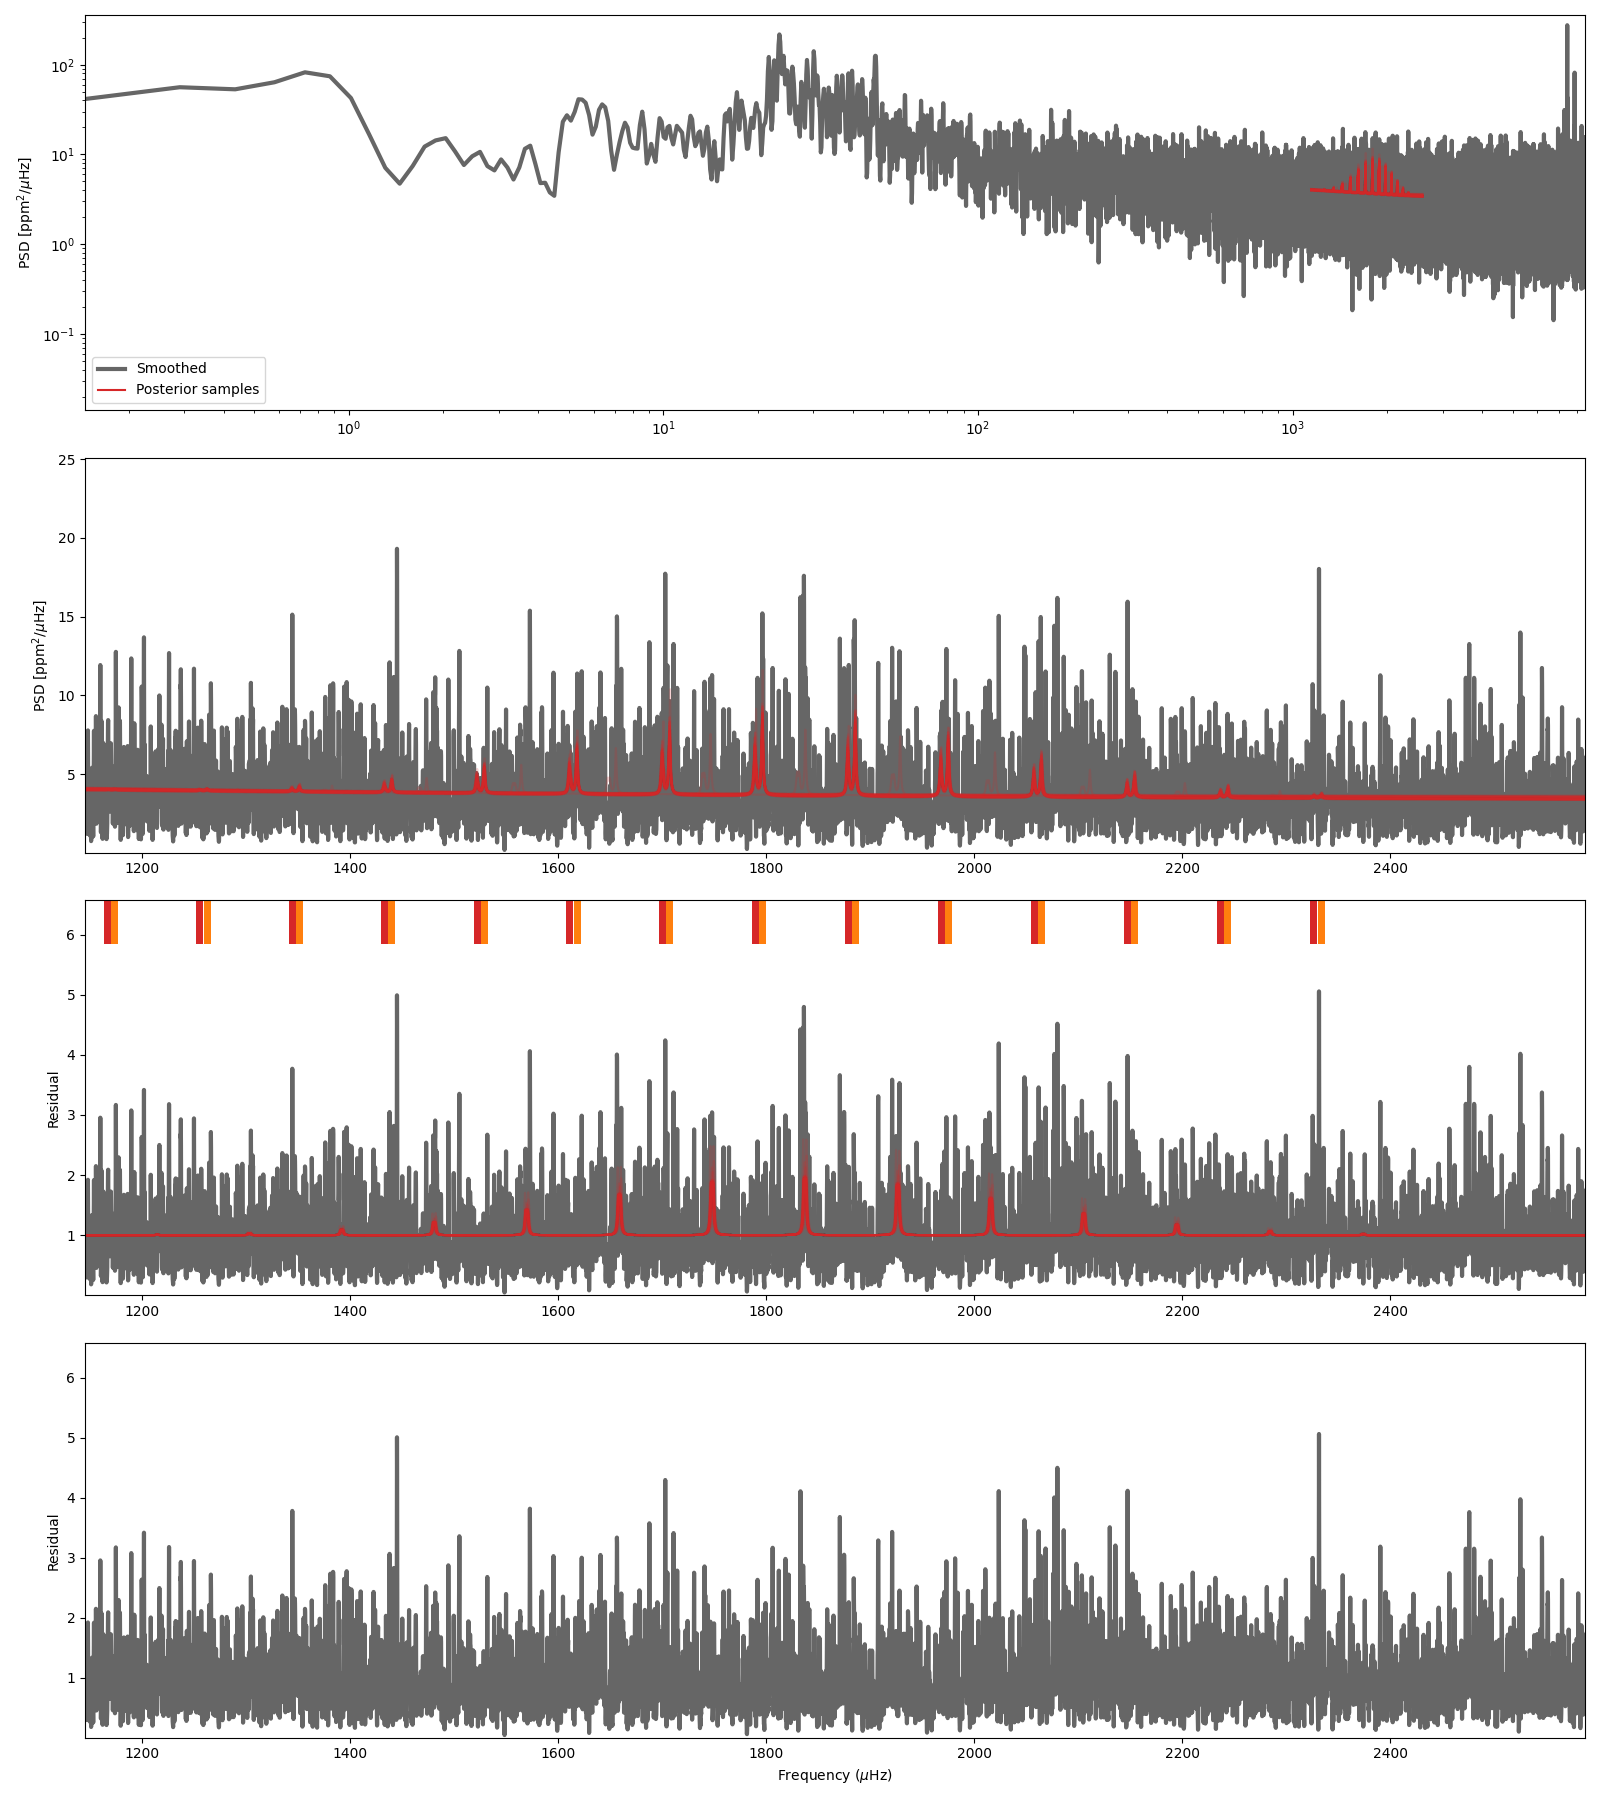 10² 
10¹
10⁰
10⁻¹
PSD [ppm²/μHz]
Smoothed
Posterior samples
10⁰ 10¹ 10² 10³
25
20
15
10
5
PSD [ppm²/μHz]
1200 1400 1600 1800 2000 2200 2400
6
5
4
3
2
1
Residual
1200 1400 1600 1800 2000 2200 2400
6
5
4
3
2
1
Residual
1200 1400 1600 1800 2000 2200 2400
Frequency (μHz)